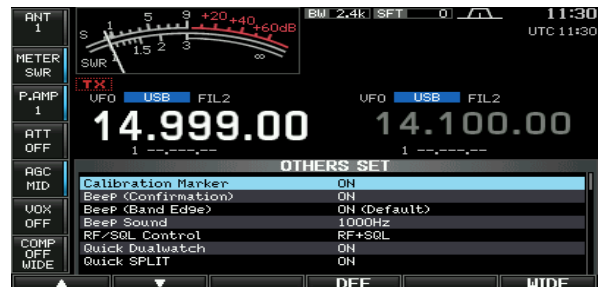 ANT
1
METER
SWR
P.AMP
1
ATT
OFF
AGC
MID
VOX
OFF
COMP
OFF
WIDE
S 1 5 9 +20 +40 +60dB
SWR 1 1.5 2 3 ∞
BW 2.4k SFT 0
11:30
UTC 11:30
TX
VFO USB FIL2
VFO USB FIL2
14.999.00
14.100.00
1 --.---.--
1 --.---.--
OTHERS SET
Calibration Marker ON
Beep (Confirmation) ON
Beep (Band Edge) ON (Default)
Beep Sound 1000Hz
RF/SQL Control RF+SQL
Quick Dualwatch ON
Quick SPLIT ON
DEF
WIDE